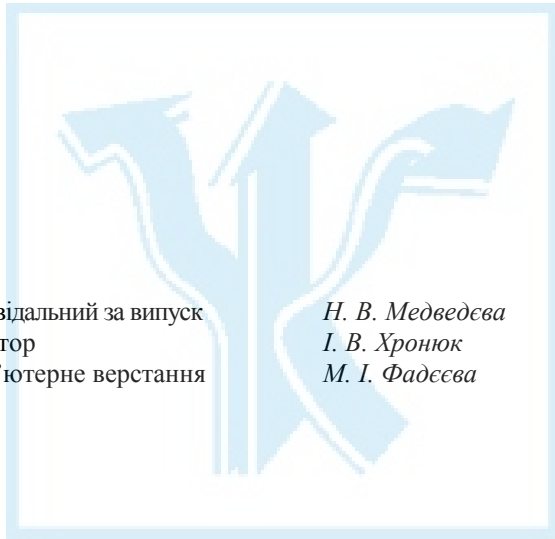 відальний за випуск Н. В. Медведєва
тор І. В. Хронюк
’ютерне верстання М. І. Фадєєва